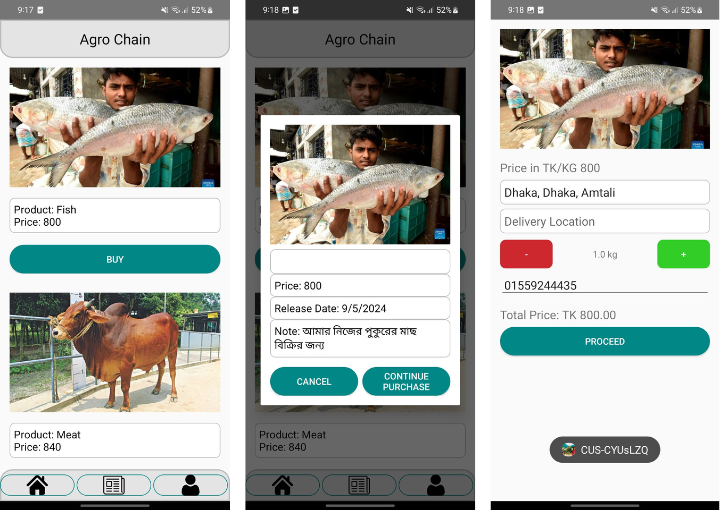 9:17
52%
Agro Chain
Product: Fish
Price: 800
BUY
Product: Meat
Price: 840
9:18
52%
Agro Chain
Price: 800
Release Date: 9/5/2024
Note: আমার নিজের পুকুরের মাছ
বিক্রির জন্য
CANCEL
CONTINUE
PURCHASE
Product: Meat
Price: 840
9:18
52%
Price in TK/KG 800
Dhaka, Dhaka, Amtali
Delivery Location
-
1.0 kg
+
01559244435
Total Price: TK 800.00
PROCEED
CUS-CYUsLZQ